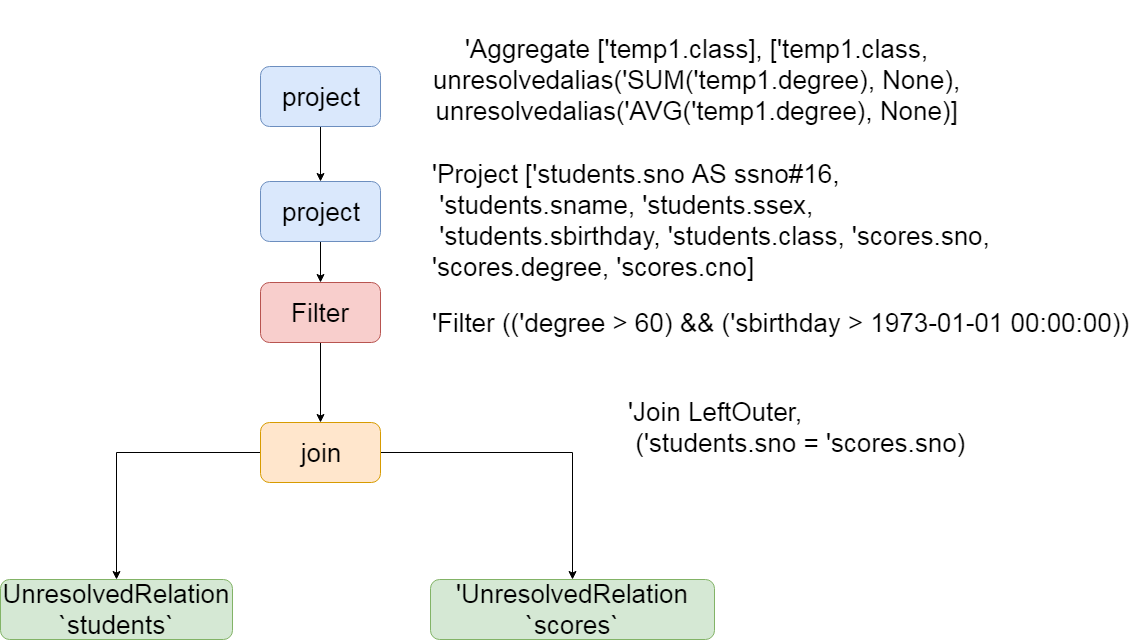 'Aggregate ['temp1.class], ['temp1.class,
unresolvedalias('SUM('temp1.degree), None),
unresolvedalias('AVG('temp1.degree), None)]
project
'Project ['students.sno AS ssno#16,
'students.sname, 'students.ssex,
'students.sbirthday, 'students.class, 'scores.sno,
'scores.degree, 'scores.cno]
project
Filter
'Filter (('degree > 60) && ('sbirthday > 1973-01-01 00:00:00))
'Join LeftOuter,
('students.sno = 'scores.sno)
join
UnresolvedRelation
`students`
'UnresolvedRelation
`scores`